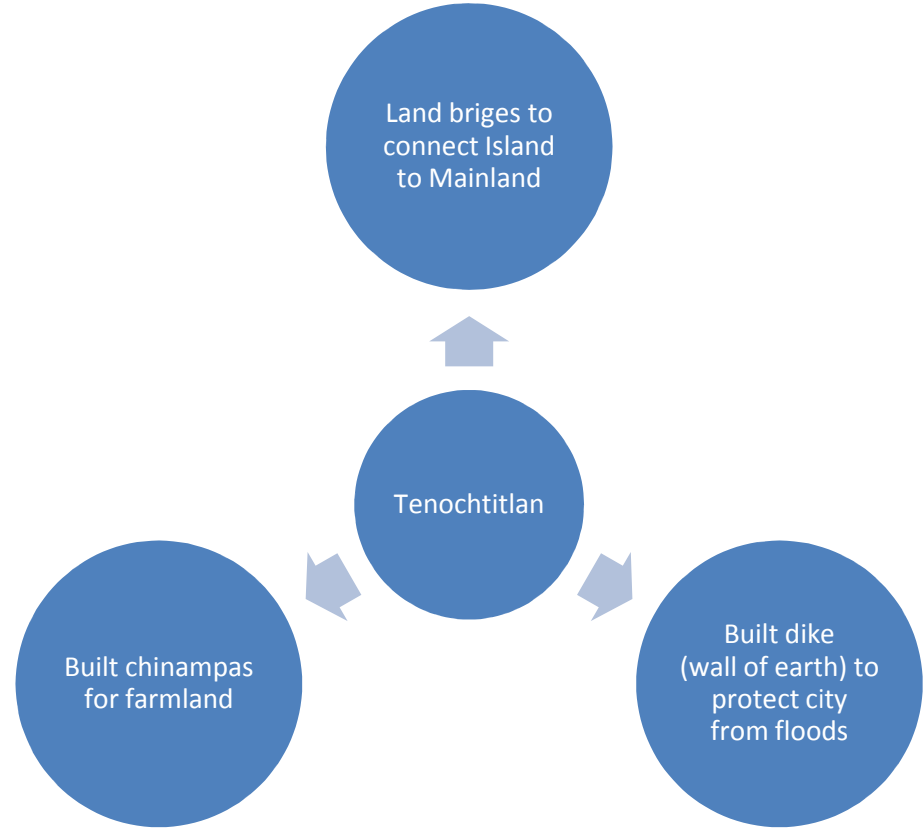 Land briges to
connect Island
to Mainland
Tenochtitlan
Built chinampas
for farmland
Built dike
(wall of earth) to
protect city
from floods